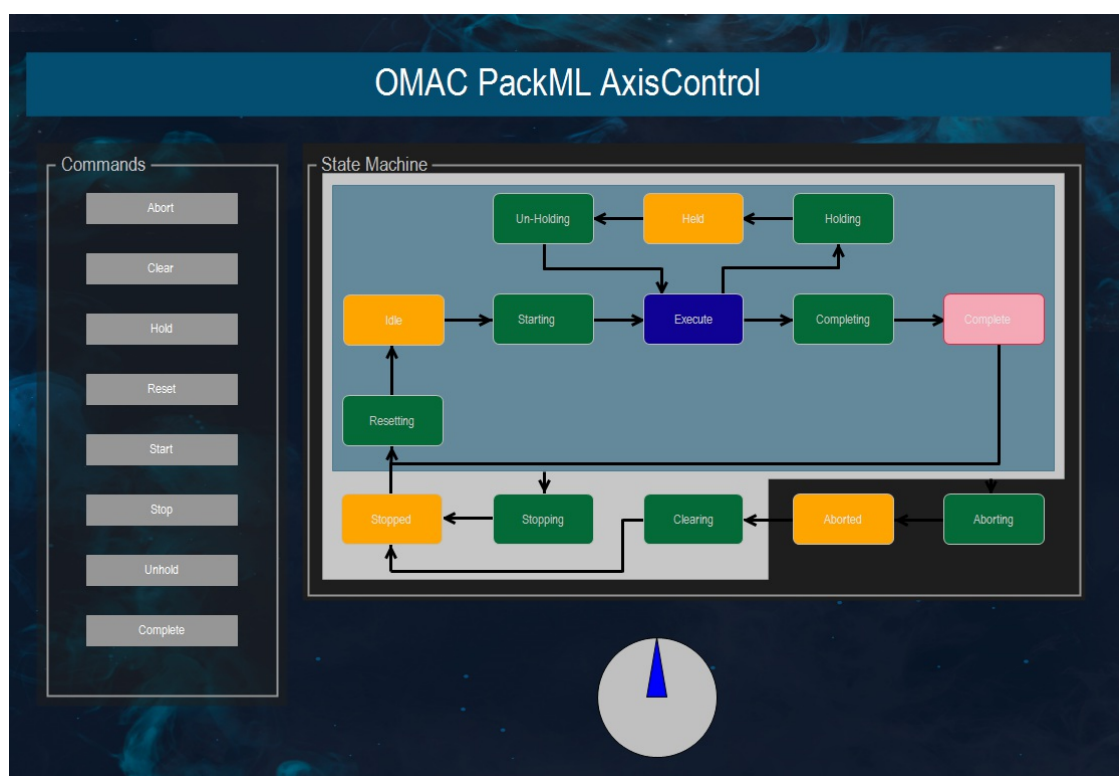 OMAC PackML AxisControl
Commands
Abort
Clear
Hold
Reset
Start
Stop
Unhold
Complete
State Machine
Un-Holding
Held
Holding
Idle
Starting
Execute
Completing
Complete
Resetting
Stopped
Stopping
Clearing
Aborted
Aborting